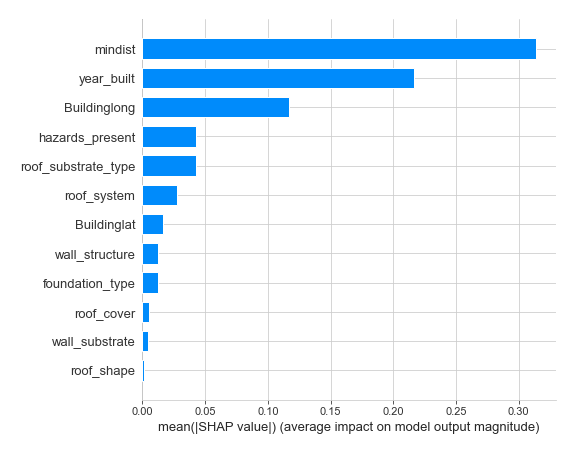 mindist
year_built
Buildinglong
hazards_present
roof_substrate_type
roof_system
Buildinglat
wall_structure
foundation_type
roof_cover
wall_substrate
roof_shape
0.00 0.05 0.10 0.15 0.20 0.25 0.30
mean(|SHAP value|) (average impact on model output magnitude)